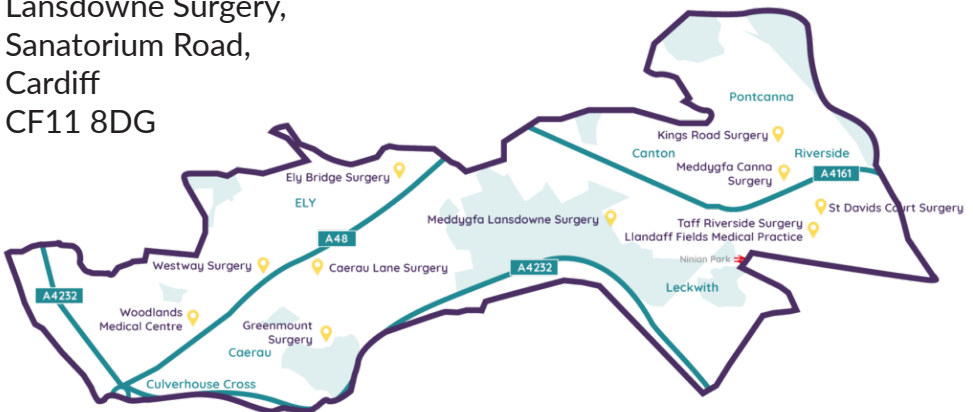 Lansdowne Surgery,
Sanatorium Road,
Cardiff
CF11 8DG
Pontcanna
Kings Road Surgery
Canton
Riverside
Meddygfa Canna
Surgery
A4161
Ely Bridge Surgery
ELY
St Davids Court Surgery
Meddygfa Lansdowne Surgery
Taff Riverside Surgery
Llandaff Fields Medical Practice
A48
Ninian Park
Westway Surgery
Caerau Lane Surgery
A4232
Leckwith
A4232
Woodlands
Medical Centre
Greenmount
Surgery
Caerau
Culverhouse Cross